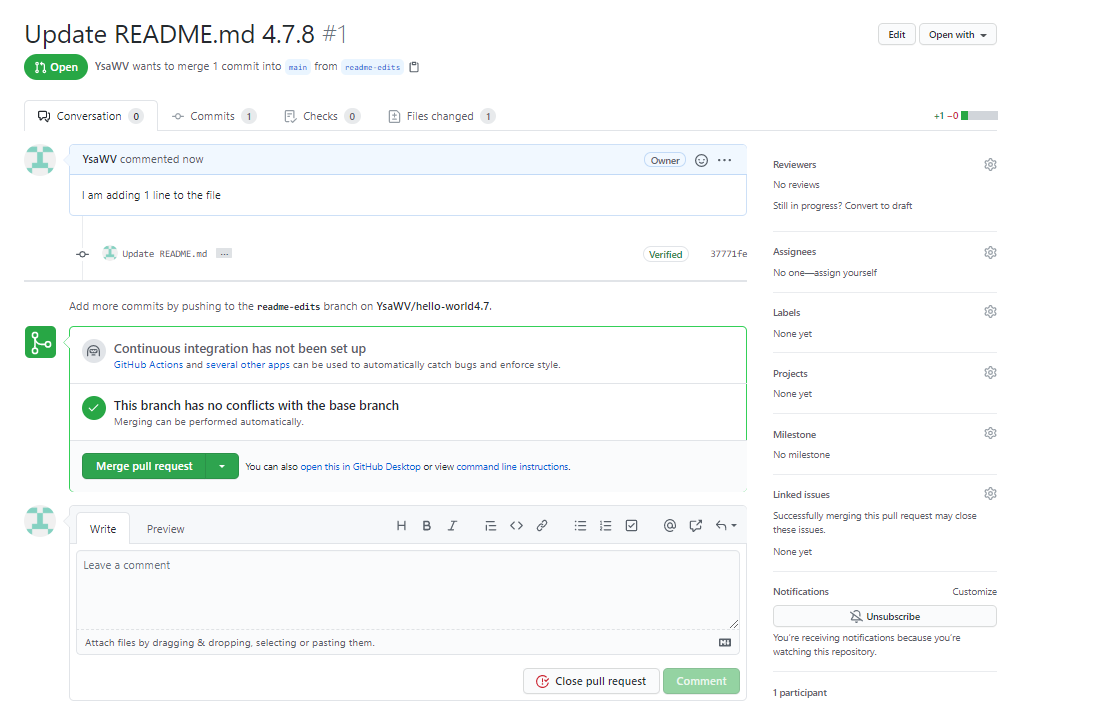 Update README.md 4.7.8 #1
Edit
Open with
Open
YsaWV wants to merge 1 commit into main from readme-edits
Conversation 0
Commits 1
Checks 0
Files changed 1
+1 −0
YsaWV commented now
Owner
I am adding 1 line to the file
Update README.md ...
Verified
37771fe
Add more commits by pushing to the readme-edits branch on YsaWV/hello-world4.7.
Continuous integration has not been set up
GitHub Actions and several other apps can be used to automatically catch bugs and enforce style.
This branch has no conflicts with the base branch
Merging can be performed automatically.
Merge pull request
You can also open this in GitHub Desktop or view command line instructions.
Write
Preview
H B I
Leave a comment
Attach files by dragging & dropping, selecting or pasting them.
Close pull request
Comment
Reviewers
No reviews
Still in progress? Convert to draft
Assignees
No one—assign yourself
Labels
None yet
Projects
None yet
Milestone
No milestone
Linked issues
Successfully merging this pull request may close
these issues.
None yet
Notifications
Customize
Unsubscribe
You're receiving notifications because you're
watching this repository.
1 participant